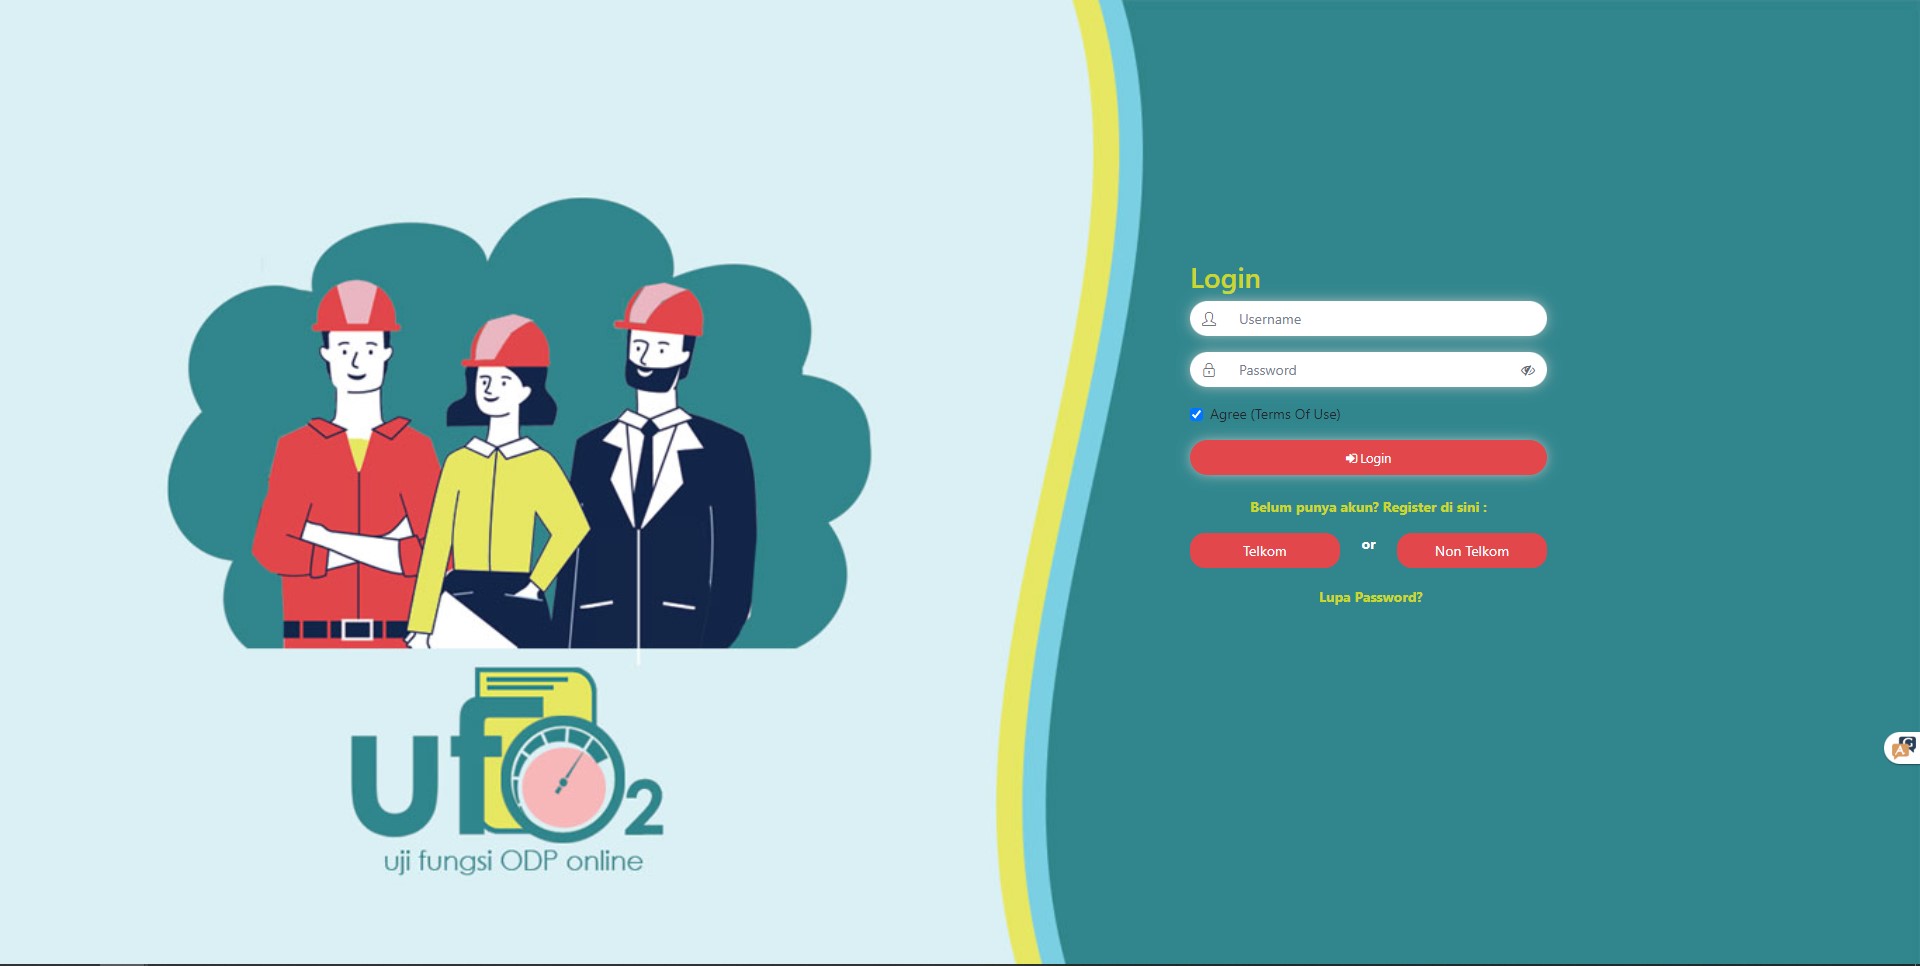 Login
Username
Password
Agree (Terms Of Use)
Login
Belum punya akun? Register di sini :
Telkom
or
Non Telkom
Lupa Password?
ufo2
uji fungsi ODP online